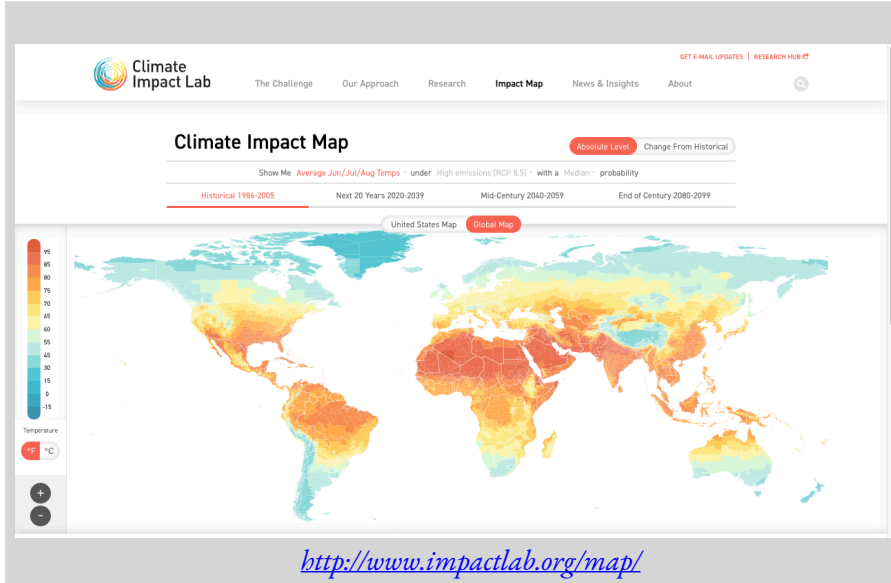 GET E-MAIL UPDATES | RESEARCH HUB
Climate
Impact Lab
The Challenge Our Approach Research Impact Map News & Insights About
Climate Impact Map
Absolute Level Change From Historical
Show Me Average Jun/Jul/Aug Temps under High emissions (RCP 8.5) with a Median probability
Historical 1986-2005 Next 20 Years 2020-2039 Mid-Century 2040-2059 End of Century 2080-2099
United States Map Global Map
95
85
80
75
70
65
60
55
45
30
15
0
-15
Temperature
°F °C
+
-
http://www.impactlab.org/map/